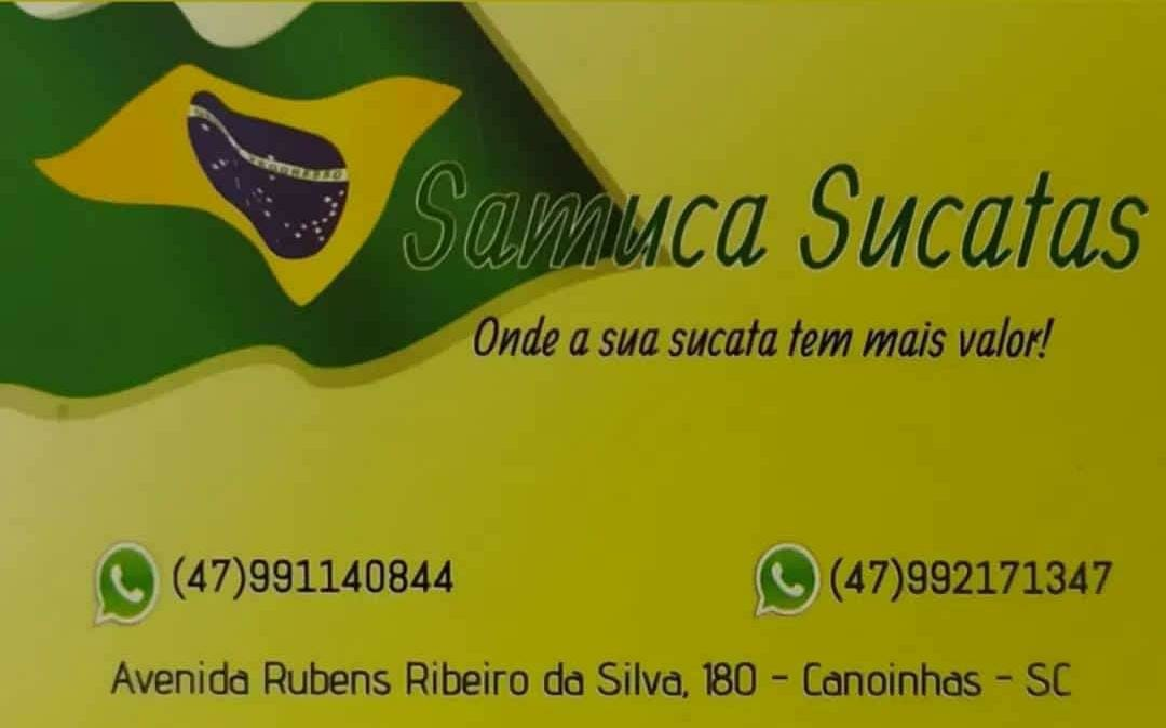 Samuca Sucatas
Onde a sua sucata tem mais valor!
(47)991140844
(47)992171347
Avenida Rubens Ribeiro da Silva, 180 - Canoinhas - SC